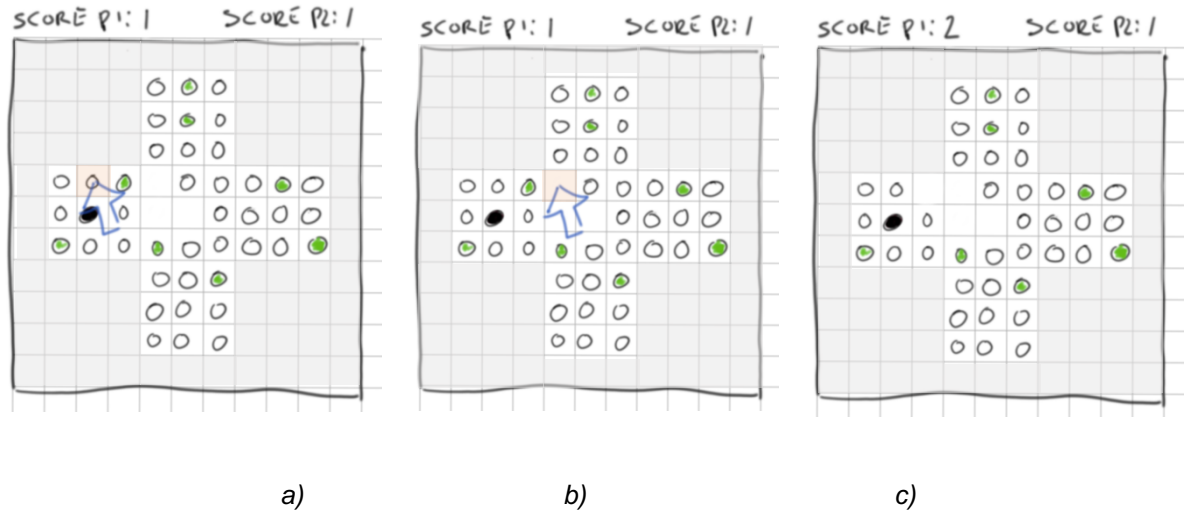 SCORE P1: 1 SCORE P2: 1
SCORE P1: 1 SCORE P2: 1
SCORE P1: 2 SCORE P2: 1
a) b) c)